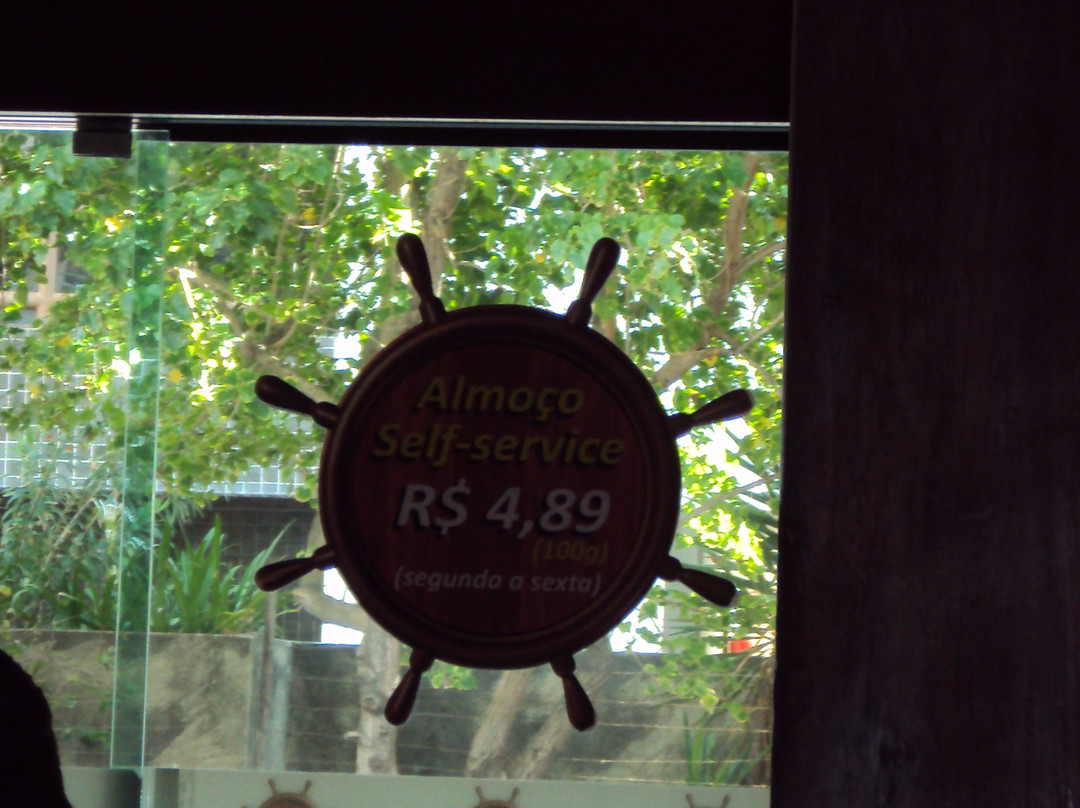 Almoço
Self-service
R$ 4,89
(100g)
(segunda a sexta)